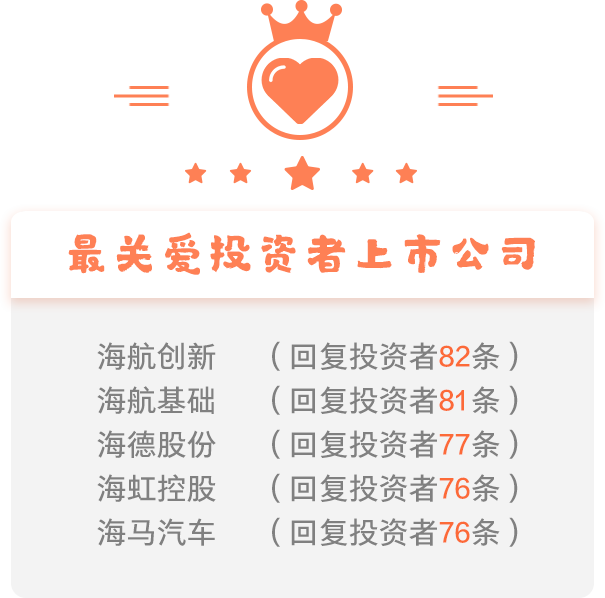 最关爱投资者上市公司
海航创新 （回复投资者82条）
海航基础 （回复投资者81条）
海德股份 （回复投资者77条）
海虹控股 （回复投资者76条）
海马汽车 （回复投资者76条）